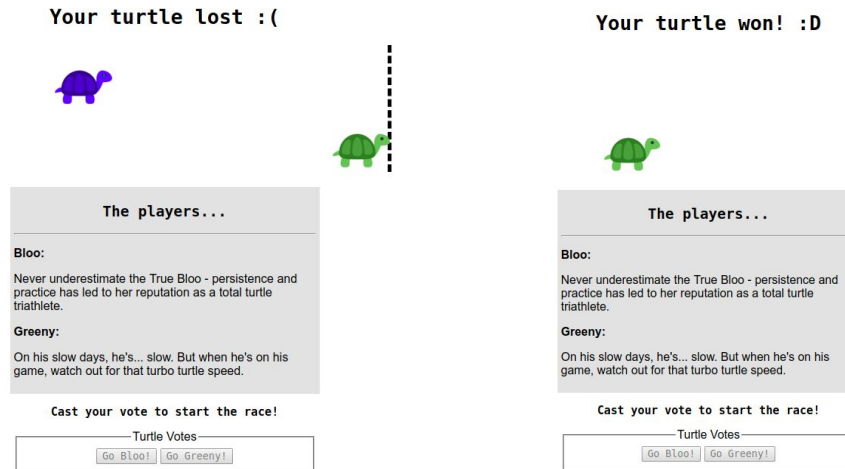 Your turtle lost :(
The players...
Bloo:
Never underestimate the True Bloo - persistence and
practice has led to her reputation as a total turtle
triathlete.
Greeny:
On his slow days, he's... slow. But when he's on his
game, watch out for that turbo turtle speed.
Cast your vote to start the race!
Turtle Votes
Go Bloo!
Go Greeny!
Your turtle won! :D
The players...
Bloo:
Never underestimate the True Bloo - persistence and
practice has led to her reputation as a total turtle
triathlete.
Greeny:
On his slow days, he's... slow. But when he's on his
game, watch out for that turbo turtle speed.
Cast your vote to start the race!
Turtle Votes
Go Bloo!
Go Greeny!